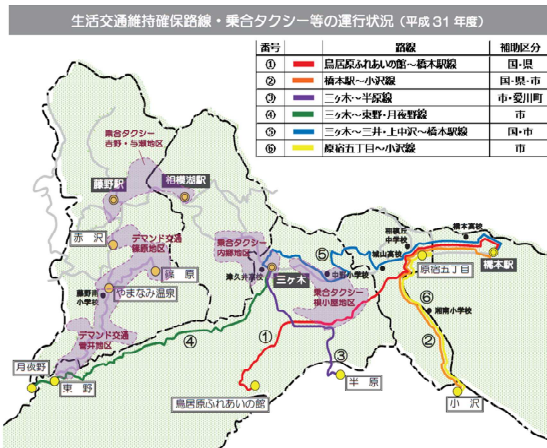 生活交通維持確保路線・乗合タクシー等の運行状況（平成31年度）
番号 路線 補助区分
① 鳥居原ふれあいの館～橋本駅線 国・県
② 橋本駅～小沢線 国・県・市
③ 三ヶ木～半原線 市・愛川町
④ 三ヶ木～東野・月夜野線 市
⑤ 三ヶ木～三井・上中沢～橋本駅線 国・市
⑥ 原宿五丁目～小沢線 市
乗合タクシー
吉野・与瀬地区
藤野駅
相模湖駅
赤沢
デマンド交通
篠原地区
篠原
やまなみ温泉
藤野南
小学校
デマンド交通
菅井地区
月夜野
東野
④
乗合タクシー
内郷地区
津久井高校
三ヶ木
⑤
中野小学校
城山高校
相模丘
中学校
橋本高校
橋本駅
原宿五丁目
乗合タクシー
根小屋地区
⑥
湘南小学校
①
③
②
鳥居原ふれあいの館
半原
小沢